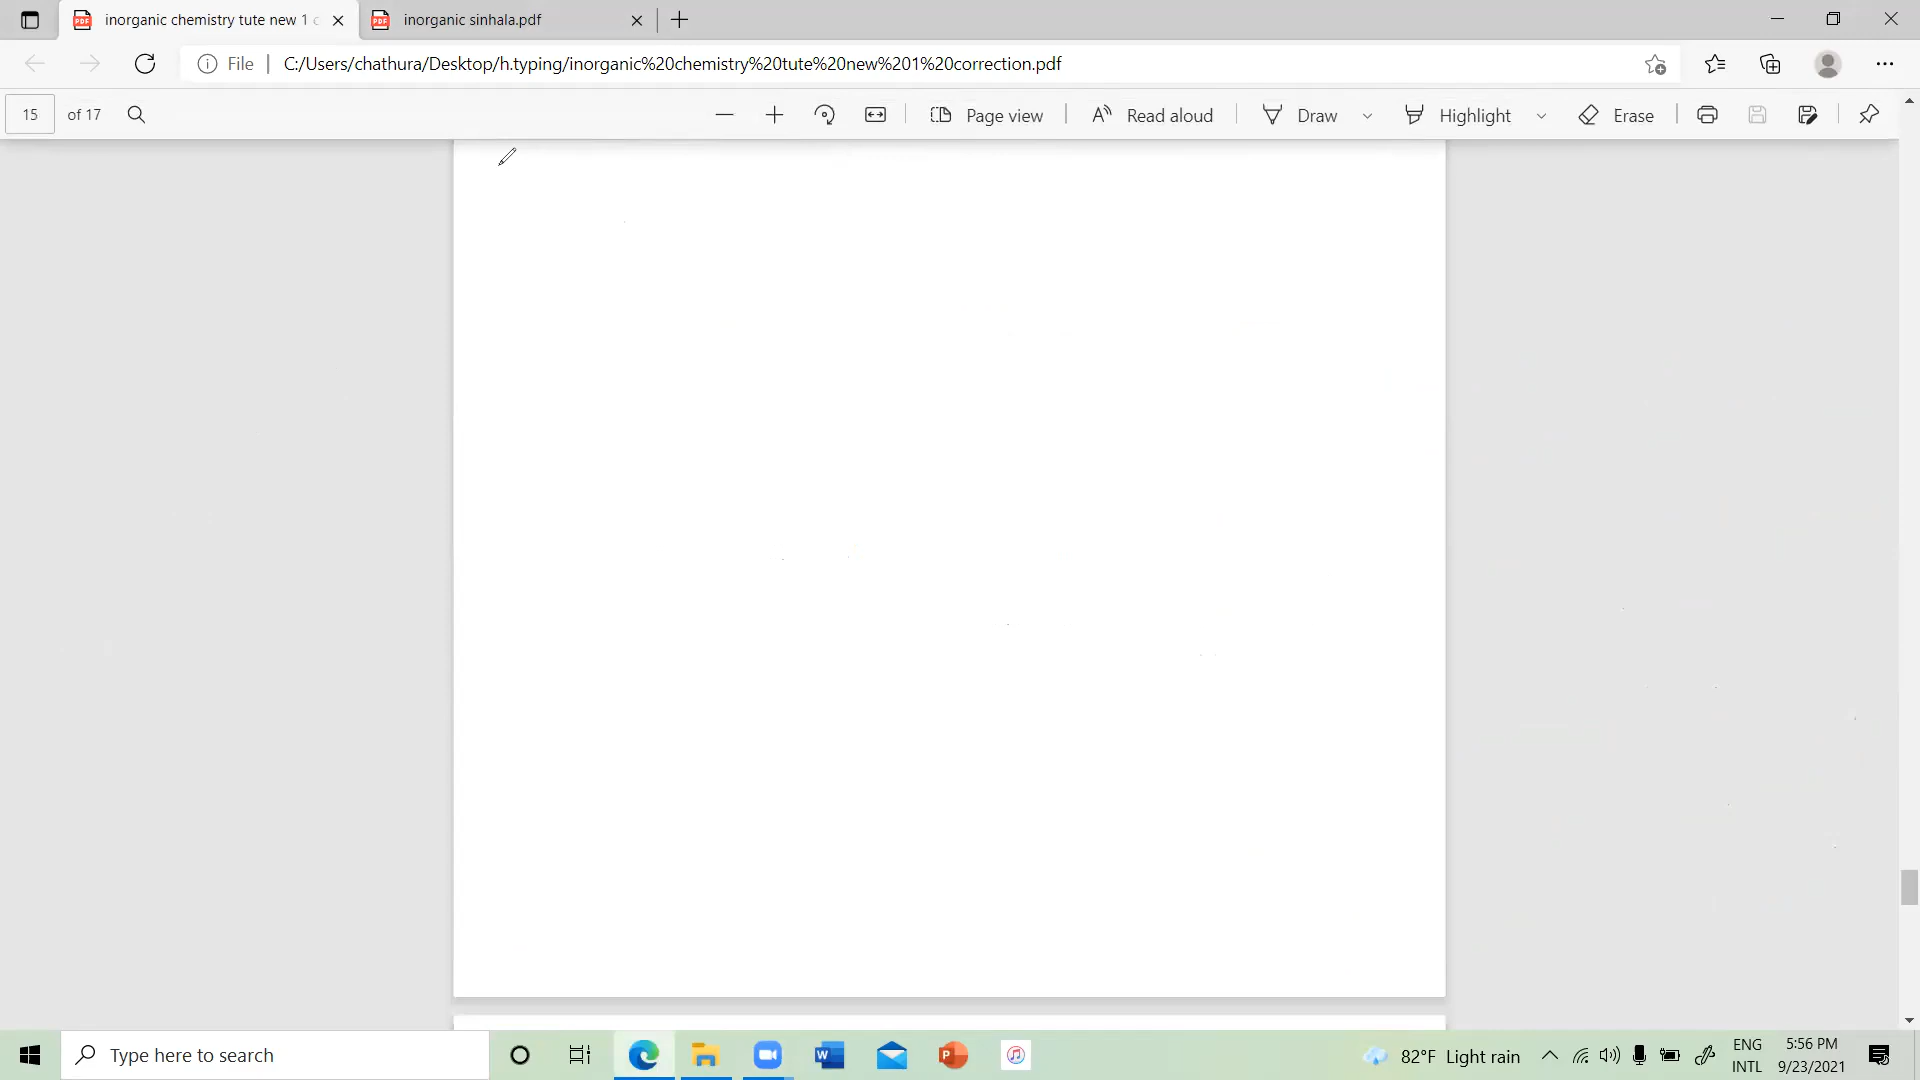 inorganic chemistry tute new 1 c
inorganic sinhala.pdf
File
C:/Users/chathura/Desktop/h.typing/inorganic%20chemistry%20tute%20new%201%20correction.pdf
15 of 17
Page view
Read aloud
Draw
Highlight
Erase
Type here to search
82°F Light rain
ENG
INTL
5:56 PM
9/23/2021